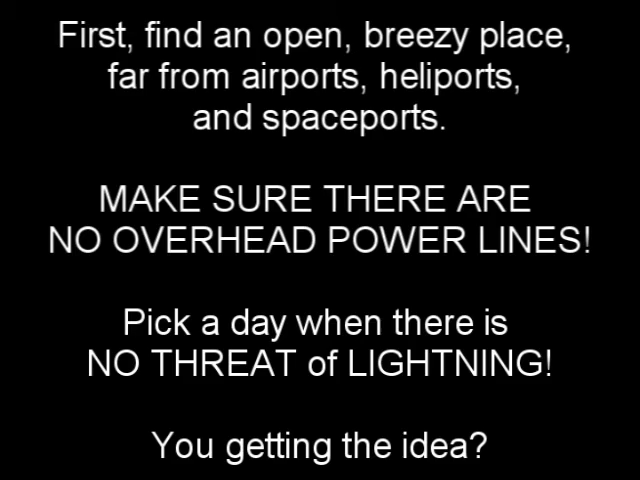 First, find an open, breezy place,
far from airports, heliports,
and spaceports.
MAKE SURE THERE ARE
NO OVERHEAD POWER LINES!
Pick a day when there is
NO THREAT of LIGHTNING!
You getting the idea?